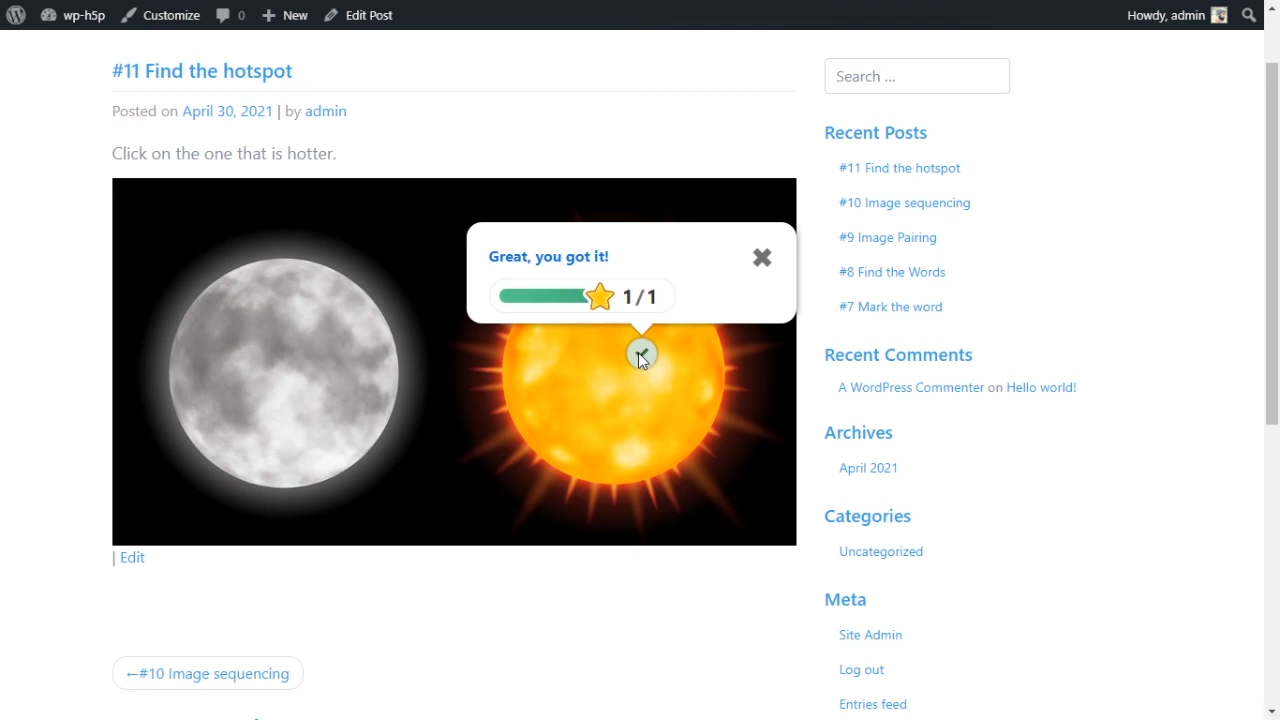 wp-h5p Customize 0 New Edit Post Howdy, admin
#11 Find the hotspot
Posted on April 30, 2021 | by admin
Click on the one that is hotter.
Great, you got it!
1/1
| Edit
←#10 Image sequencing
Search ...
Recent Posts
#11 Find the hotspot
#10 Image sequencing
#9 Image Pairing
#8 Find the Words
#7 Mark the word
Recent Comments
A WordPress Commenter on Hello world!
Archives
April 2021
Categories
Uncategorized
Meta
Site Admin
Log out
Entries feed